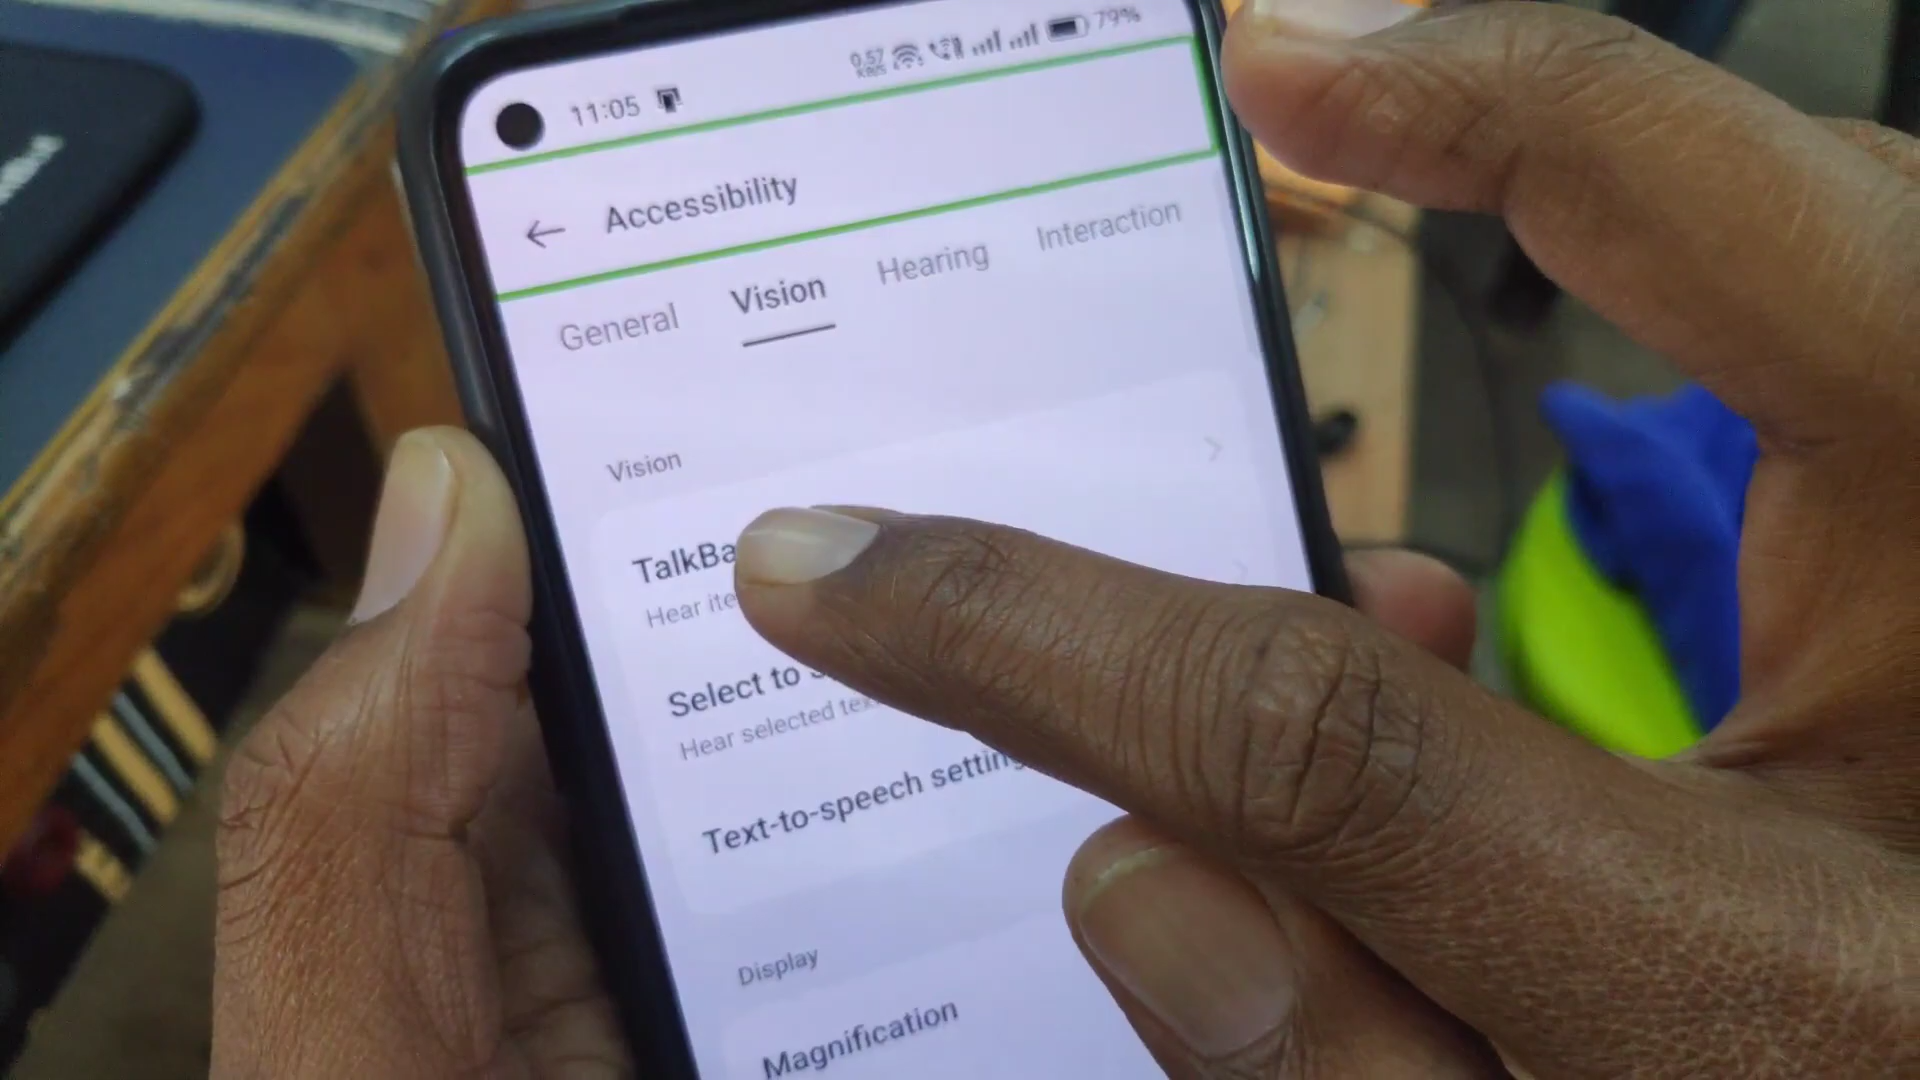 11:05 0.57 KB/S 79%
Accessibility
General Vision Hearing Interaction
Vision
TalkBa
Hear ite
Select to
Hear selected tex
Text-to-speech setting
Display
Magnification